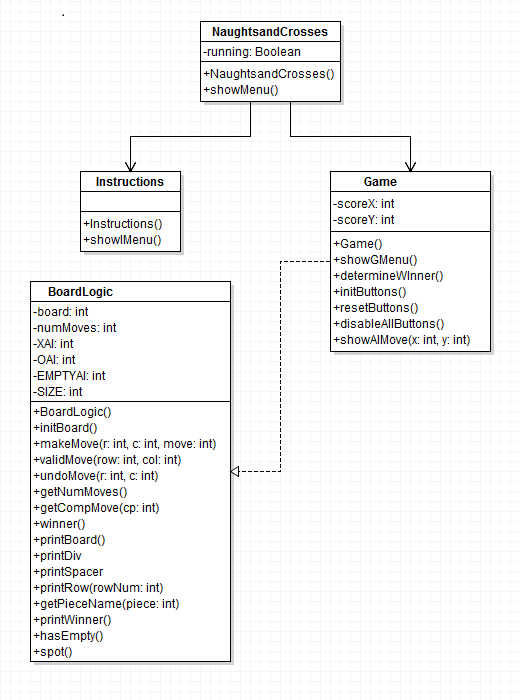 NaughtsandCrosses
-running: Boolean
+NaughtsandCrosses()
+showMenu()
Instructions
+Instructions()
+showIMenu()
Game
-scoreX: int
-scoreY: int
+Game()
+showGMenu()
+determineWInner()
+initButtons()
+resetButtons()
+disableAllButtons()
+showAIMove(x: int, y: int)
BoardLogic
-board: int
-numMoves: int
-XAI: int
-OAI: int
-EMPTYAI: int
-SIZE: int
+BoardLogic()
+initBoard()
+makeMove(r: int, c: int, move: int)
+validMove(row: int, col: int)
+undoMove(r: int, c: int)
+getNumMoves()
+getCompMove(cp: int)
+winner()
+printBoard()
+printDiv
+printSpacer
+printRow(rowNum: int)
+getPieceName(piece: int)
+printWinner()
+hasEmpty()
+spot()